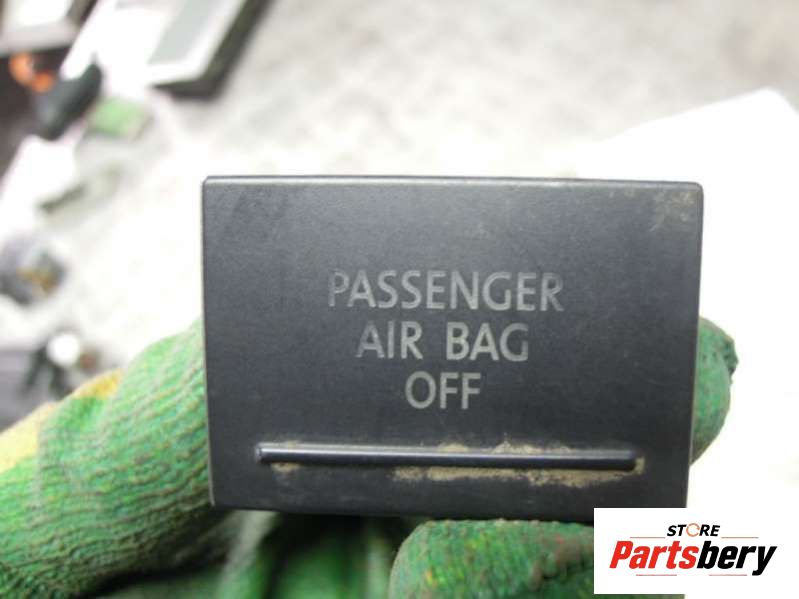 PASSENGER
AIR BAG
OFF
STORE
Partsbery